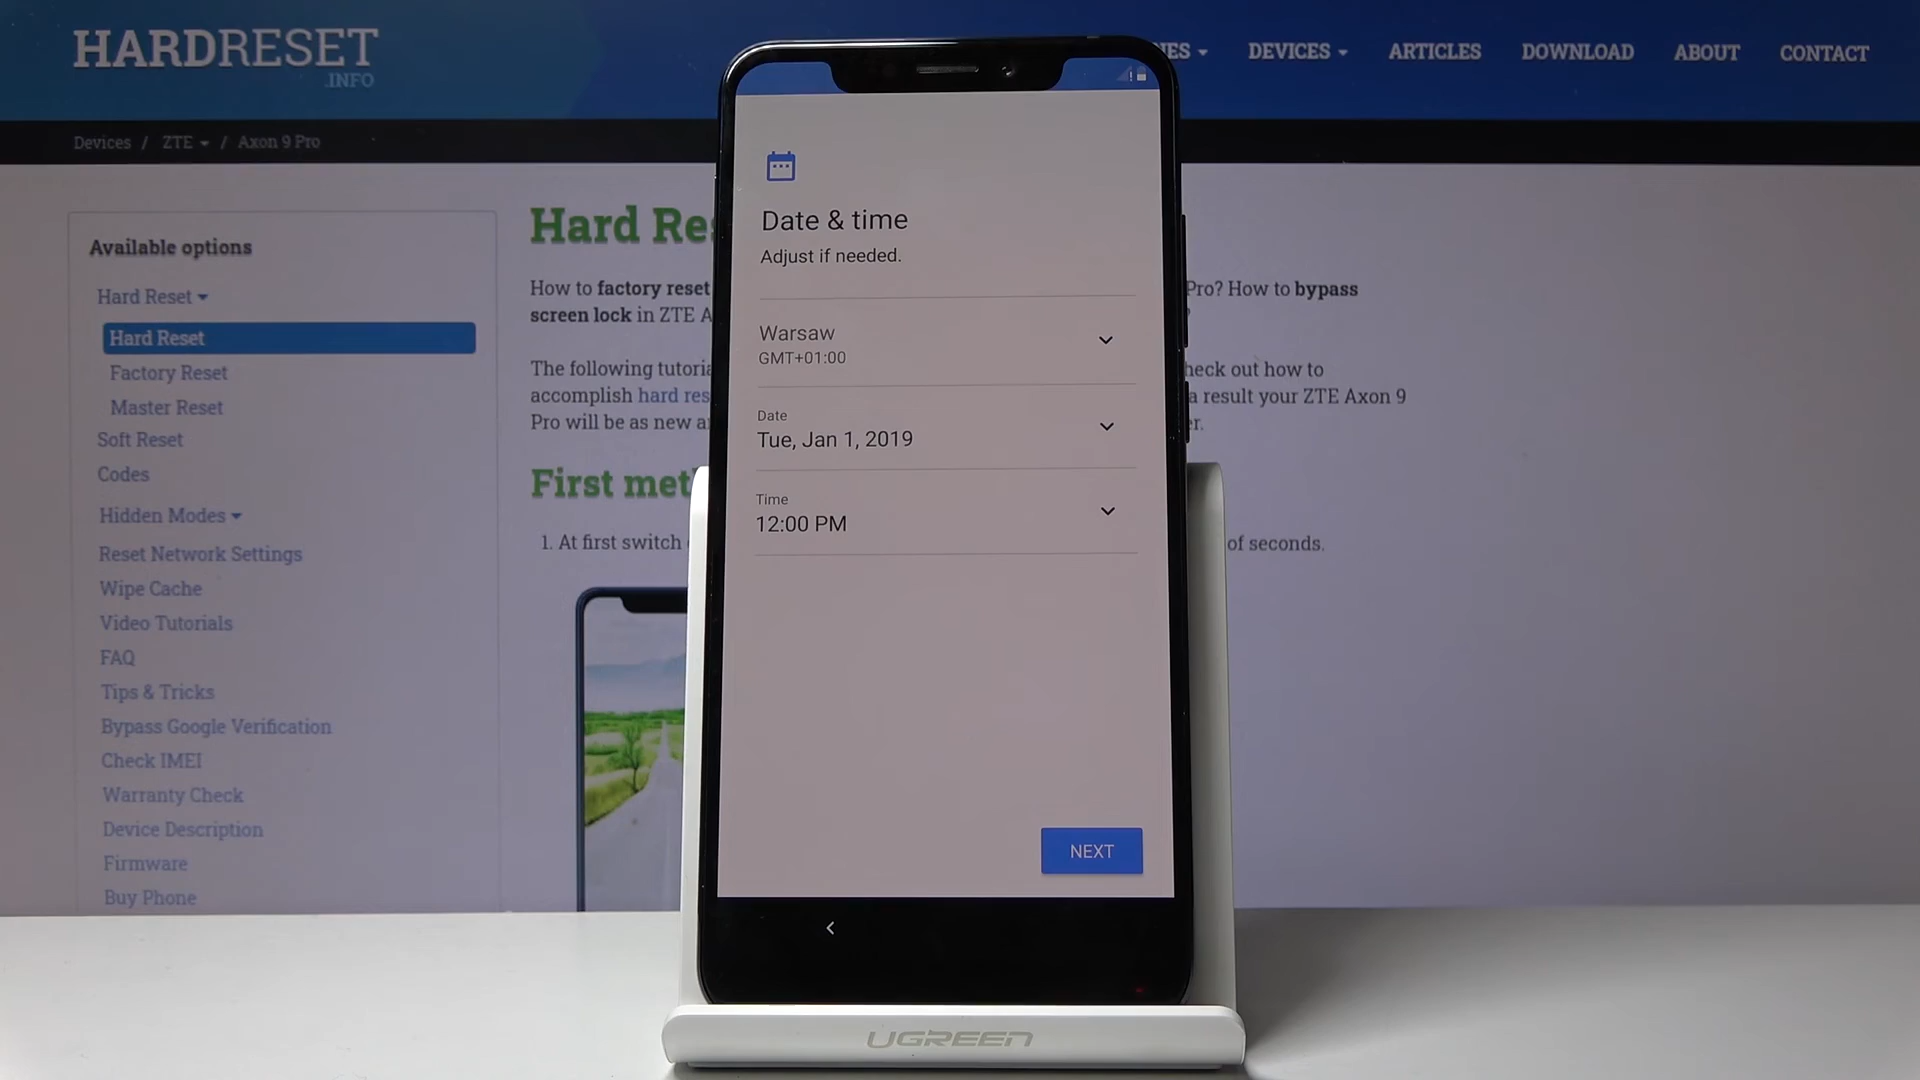 HARDRESET
.INFO
DEVICES
ARTICLES
DOWNLOAD
ABOUT
CONTACT
Devices / ZTE / Axon 9 Pro
Available options
Hard Reset
Hard Reset
Factory Reset
Master Reset
Soft Reset
Codes
Hidden Modes
Reset Network Settings
Wipe Cache
Video Tutorials
FAQ
Tips & Tricks
Bypass Google Verification
Check IMEI
Warranty Check
Device Description
Firmware
Buy Phone
Hard Re
How to factory reset
Pro? How to bypass
screen lock in ZTE A
The following tutoria
heck out how to
accomplish hard res
a result your ZTE Axon 9
Pro will be as new a
r.
First met
1. At first switch
of seconds.
Date & time
Adjust if needed.
Warsaw
GMT+01:00
Date
Tue, Jan 1, 2019
Time
12:00 PM
NEXT
UGREEN